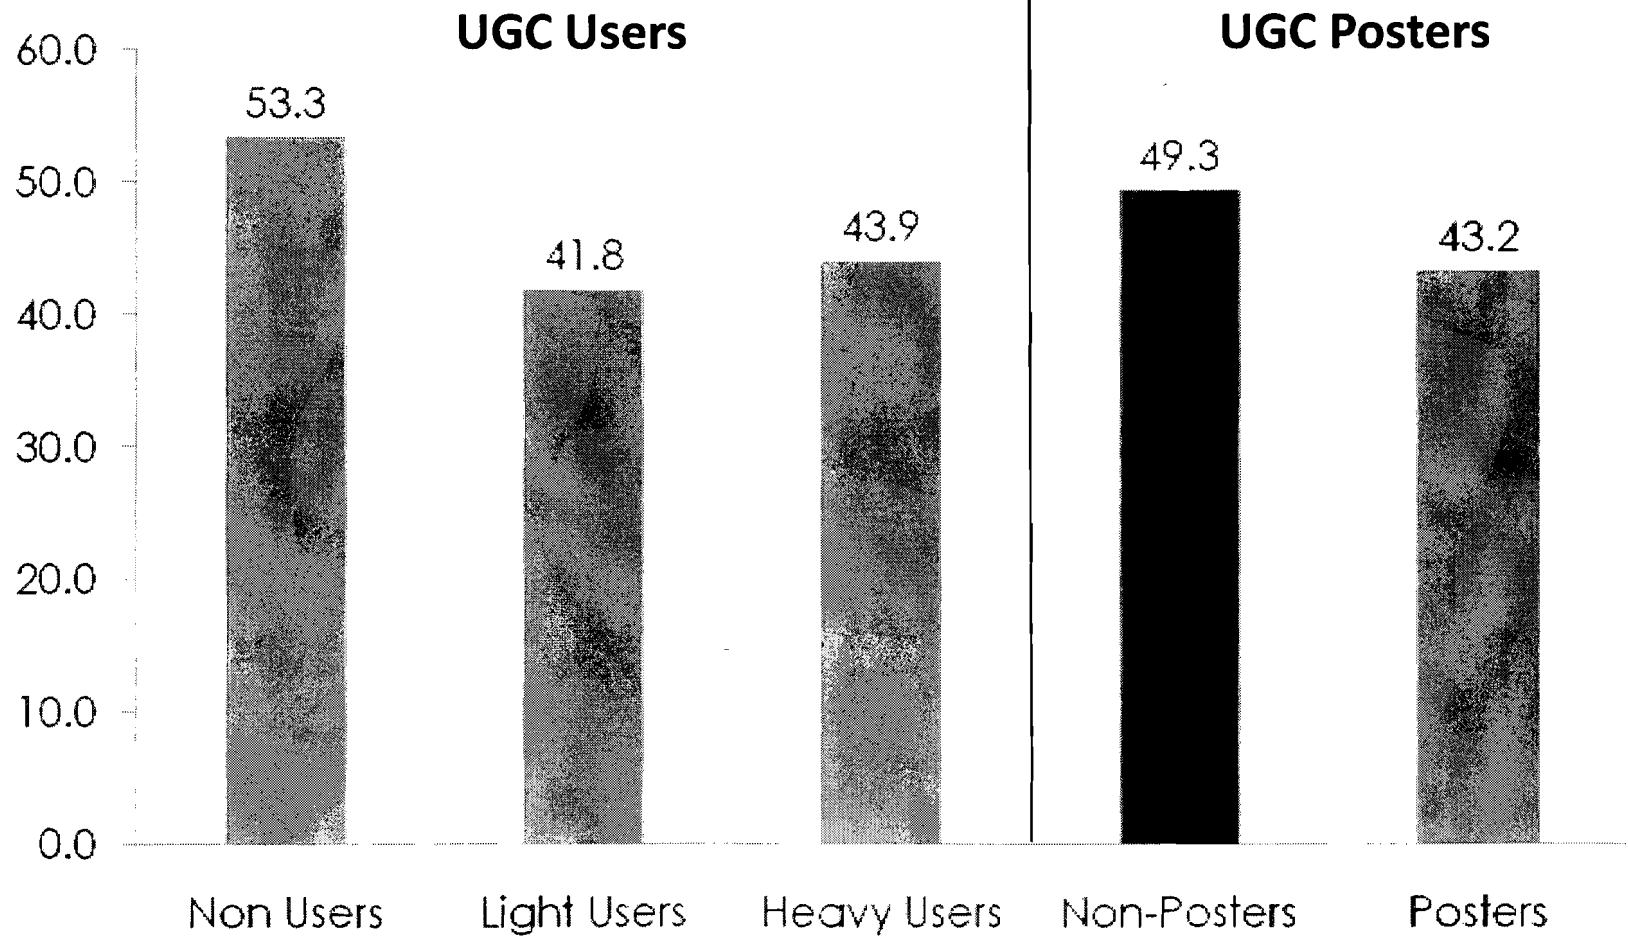 UGC Users
UGC Posters
60.0
50.0
40.0
30.0
20.0
10.0
0.0
53.3
41.8
43.9
49.3
43.2
Non Users
Light Users
Heavy Users
Non-Posters
Posters